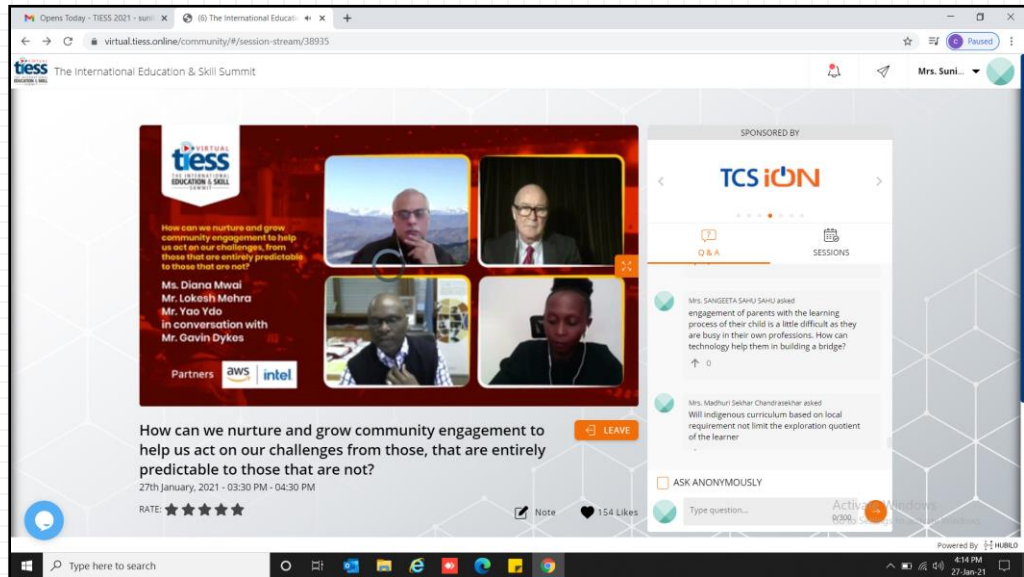 Opens Today - TIESS 2021 - suni
(6) The International Educati
virtual.tiess.online/community/#/session-stream/38935
Paused
tiess
The International Education & Skill Summit
Mrs. Suni...
VIRTUAL
tiess
THE INTERNATIONAL
EDUCATION & SKILL
SUMMIT
How can we nurture and grow
community engagement to help
us act on our challenges, from
those that are entirely predictable
to those that are not?
Ms. Diana Mwai
Mr. Lokesh Mehra
Mr. Yao Ydo
in conversation with
Mr. Gavin Dykes
Partners aws intel
How can we nurture and grow community engagement to
help us act on our challenges from those, that are entirely
predictable to those that are not?
27th January, 2021 - 03:30 PM - 04:30 PM
RATE:
LEAVE
Note
154 Likes
SPONSORED BY
TCS iON
Q & A
SESSIONS
Mrs. SANGEETA SAHU SAHU asked
engagement of parents with the learning
process of their child is a little difficult as they
are busy in their own professions. How can
technology help them in building a bridge?
0
Mrs. Madhuri Sekhar Chandrasekhar asked
Will indigenous curriculum based on local
requirement not limit the exploration quotient
of the learner
ASK ANONYMOUSLY
Type question...
0/300
Activate Windows
Powered By HUBILO
Type here to search
4:14 PM
27-Jan-21